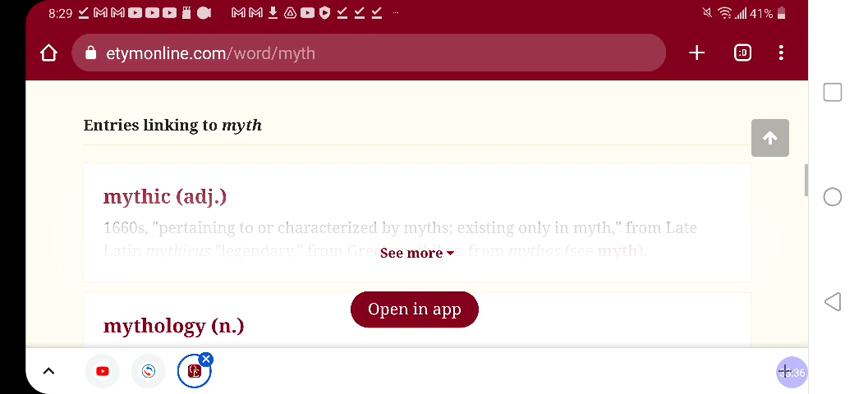 8:29 41%
etymonline.com/word/myth
Entries linking to myth
mythic (adj.)
1660s, "pertaining to or characterized by myths; existing only in myth," from Late
Latin mythicus "legendary," from from mythos (see myth).
See more
Open in app
mythology (n.)
36